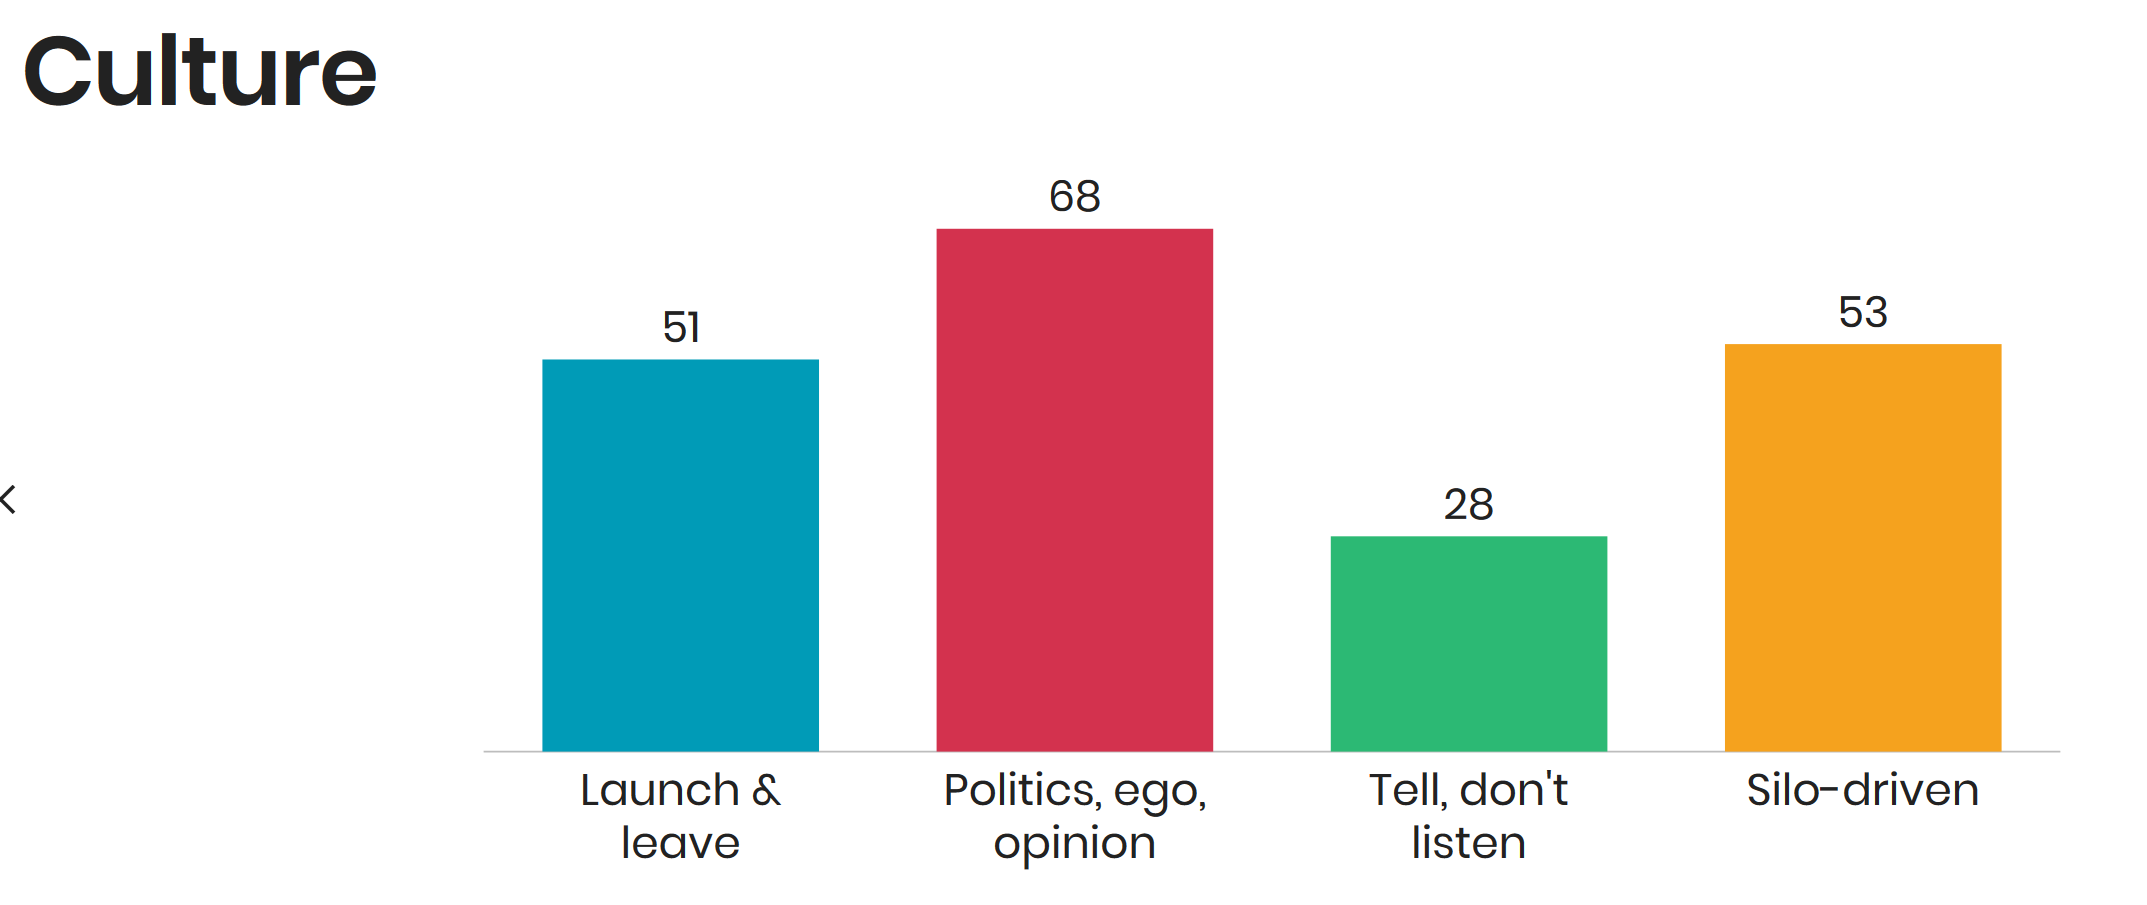 Culture
51
68
28
53
Launch &
leave
Politics, ego,
opinion
Tell, don't
listen
Silo-driven